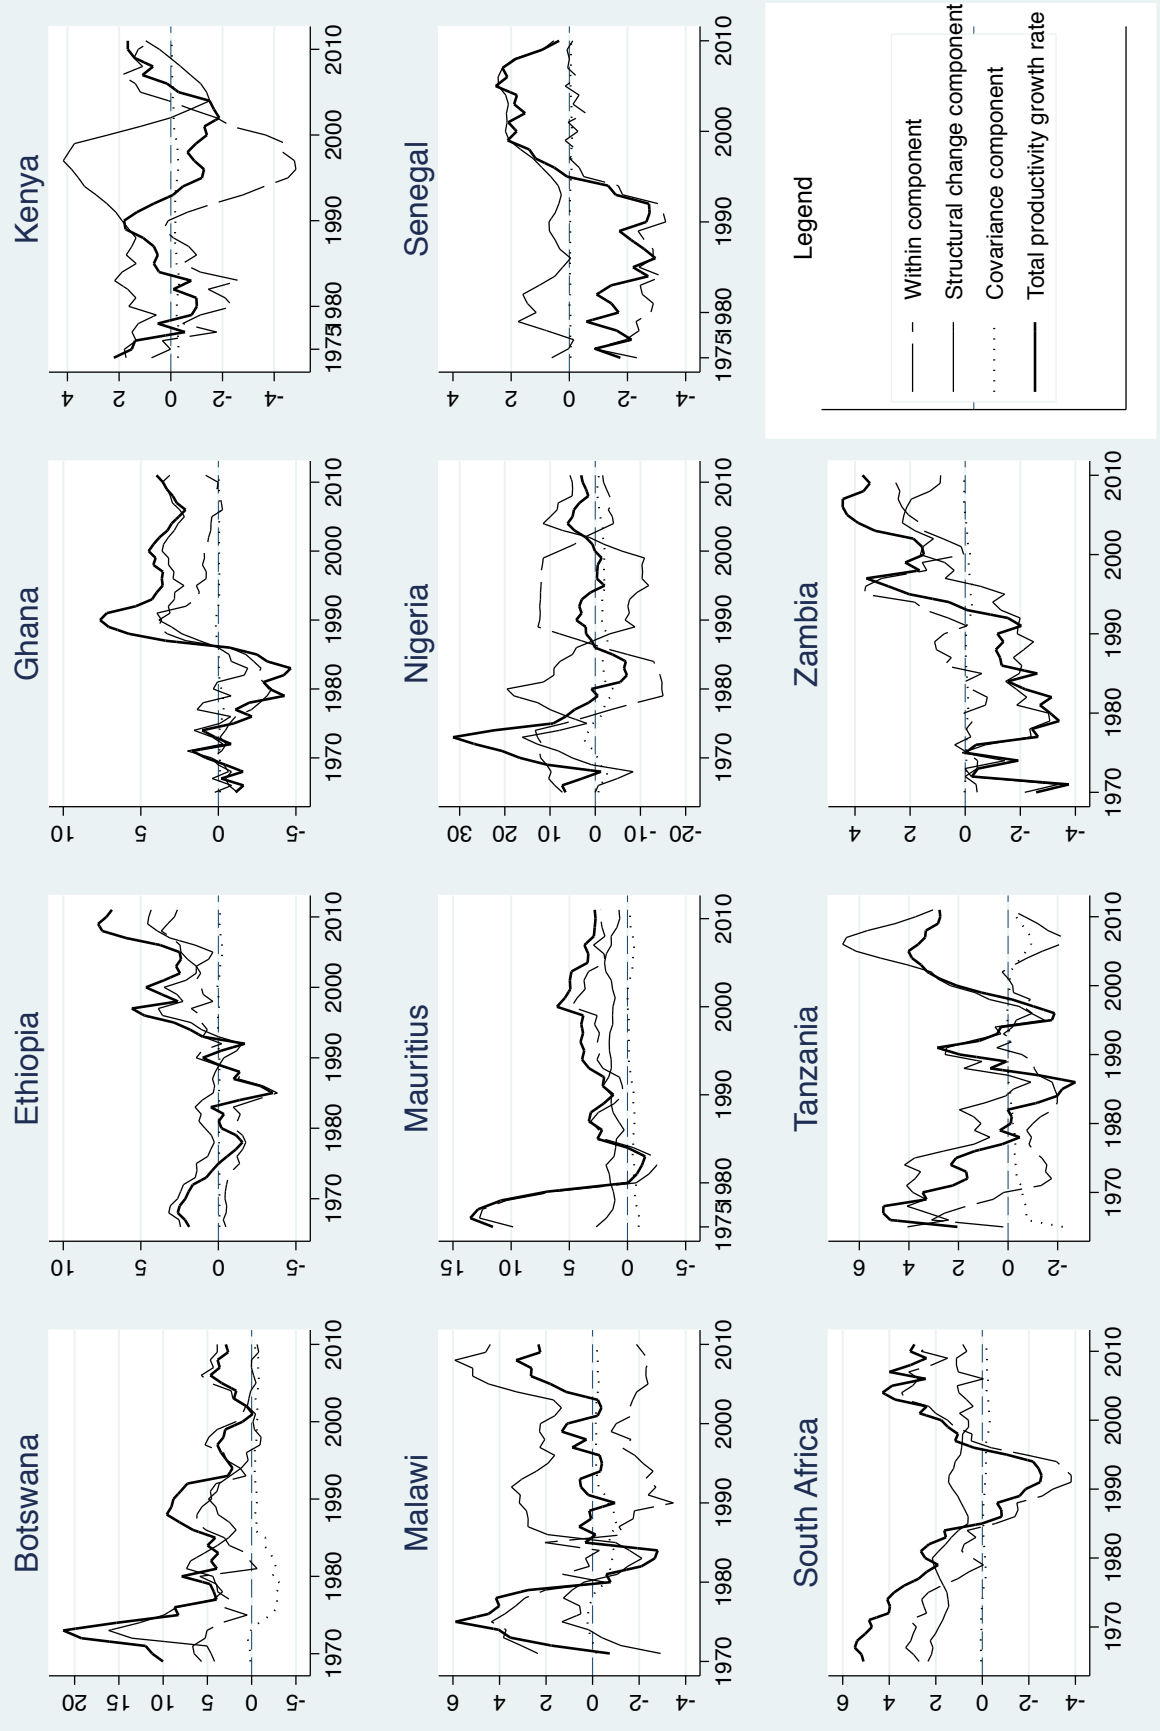 Botswana
20
15
10
5
0
-5
1970 1980 1990 2000 2010
Ethiopia
10
5
0
-5
1970 1980 1990 2000 2010
Ghana
10
5
0
-5
1970 1980 1990 2000 2010
Kenya
4
2
0
-2
-4
1975 1980 1990 2000 2010
Malawi
6
4
2
0
-2
-4
1970 1980 1990 2000 2010
Mauritius
15
10
5
0
-5
1975 1980 1990 2000 2010
Nigeria
30
20
10
0
-10
-20
1970 1980 1990 2000 2010
Senegal
4
2
0
-2
-4
1975 1980 1990 2000 2010
South Africa
6
4
2
0
-2
-4
1970 1980 1990 2000 2010
Tanzania
6
4
2
0
-2
1970 1980 1990 2000 2010
Zambia
4
2
0
-2
-4
1970 1980 1990 2000 2010
Legend
Within component
Structural change component
Covariance component
Total productivity growth rate